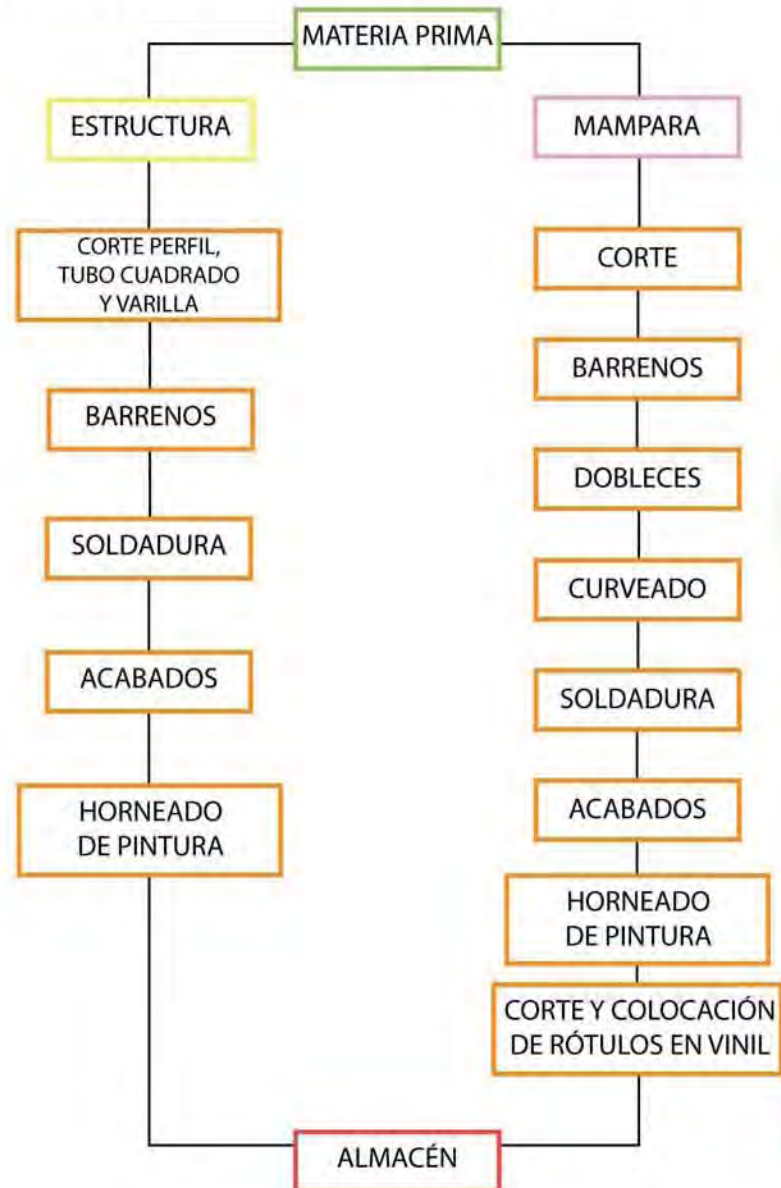 MATERIA PRIMA
ESTRUCTURA
CORTE PERFIL,
TUBO CUADRADO
Y VARILLA
BARRENOS
SOLDADURA
ACABADOS
HORNEADO
DE PINTURA
MAMPARA
CORTE
BARRENOS
DOBLECES
CURVEADO
SOLDADURA
ACABADOS
HORNEADO
DE PINTURA
CORTE Y COLOCACIÓN
DE RÓTULOS EN VINIL
ALMACÉN